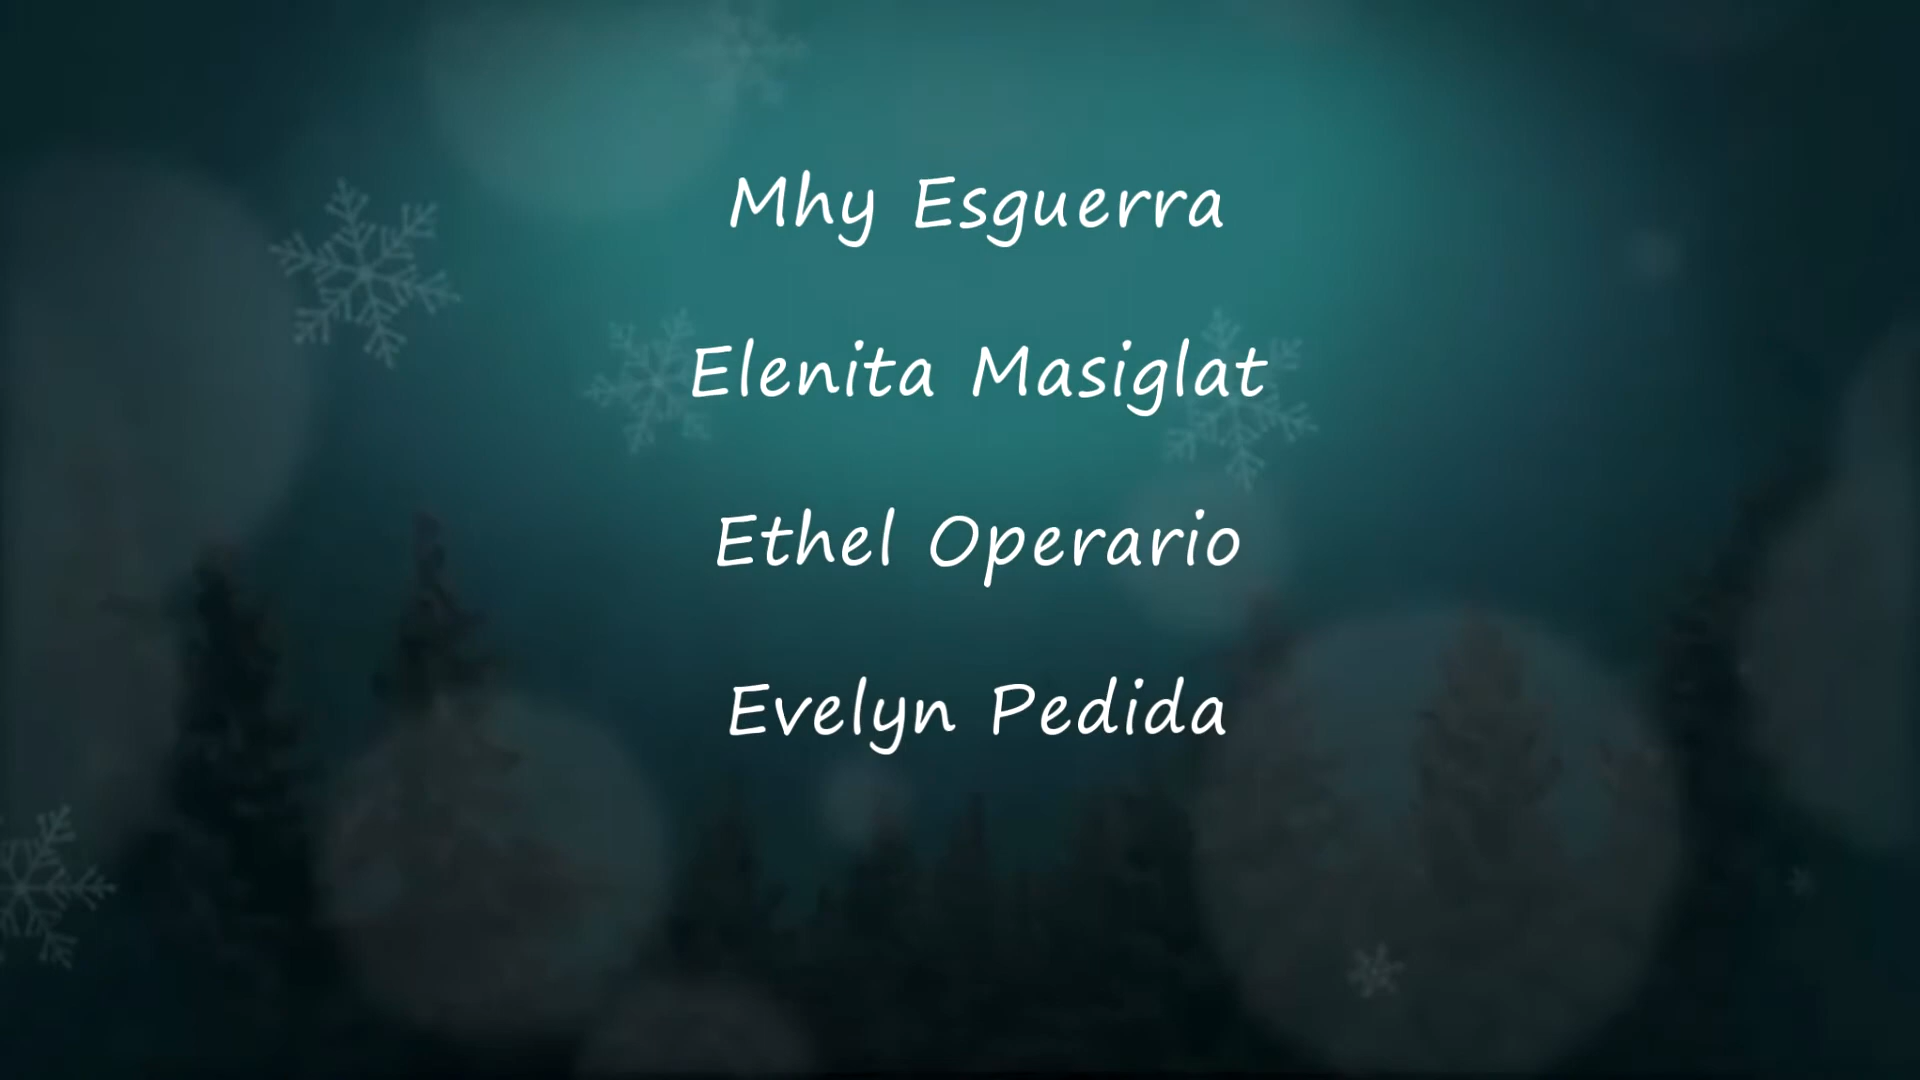 Mhy Esguerra
Elenita Masiglat
Ethel Operario
Evelyn Pedida